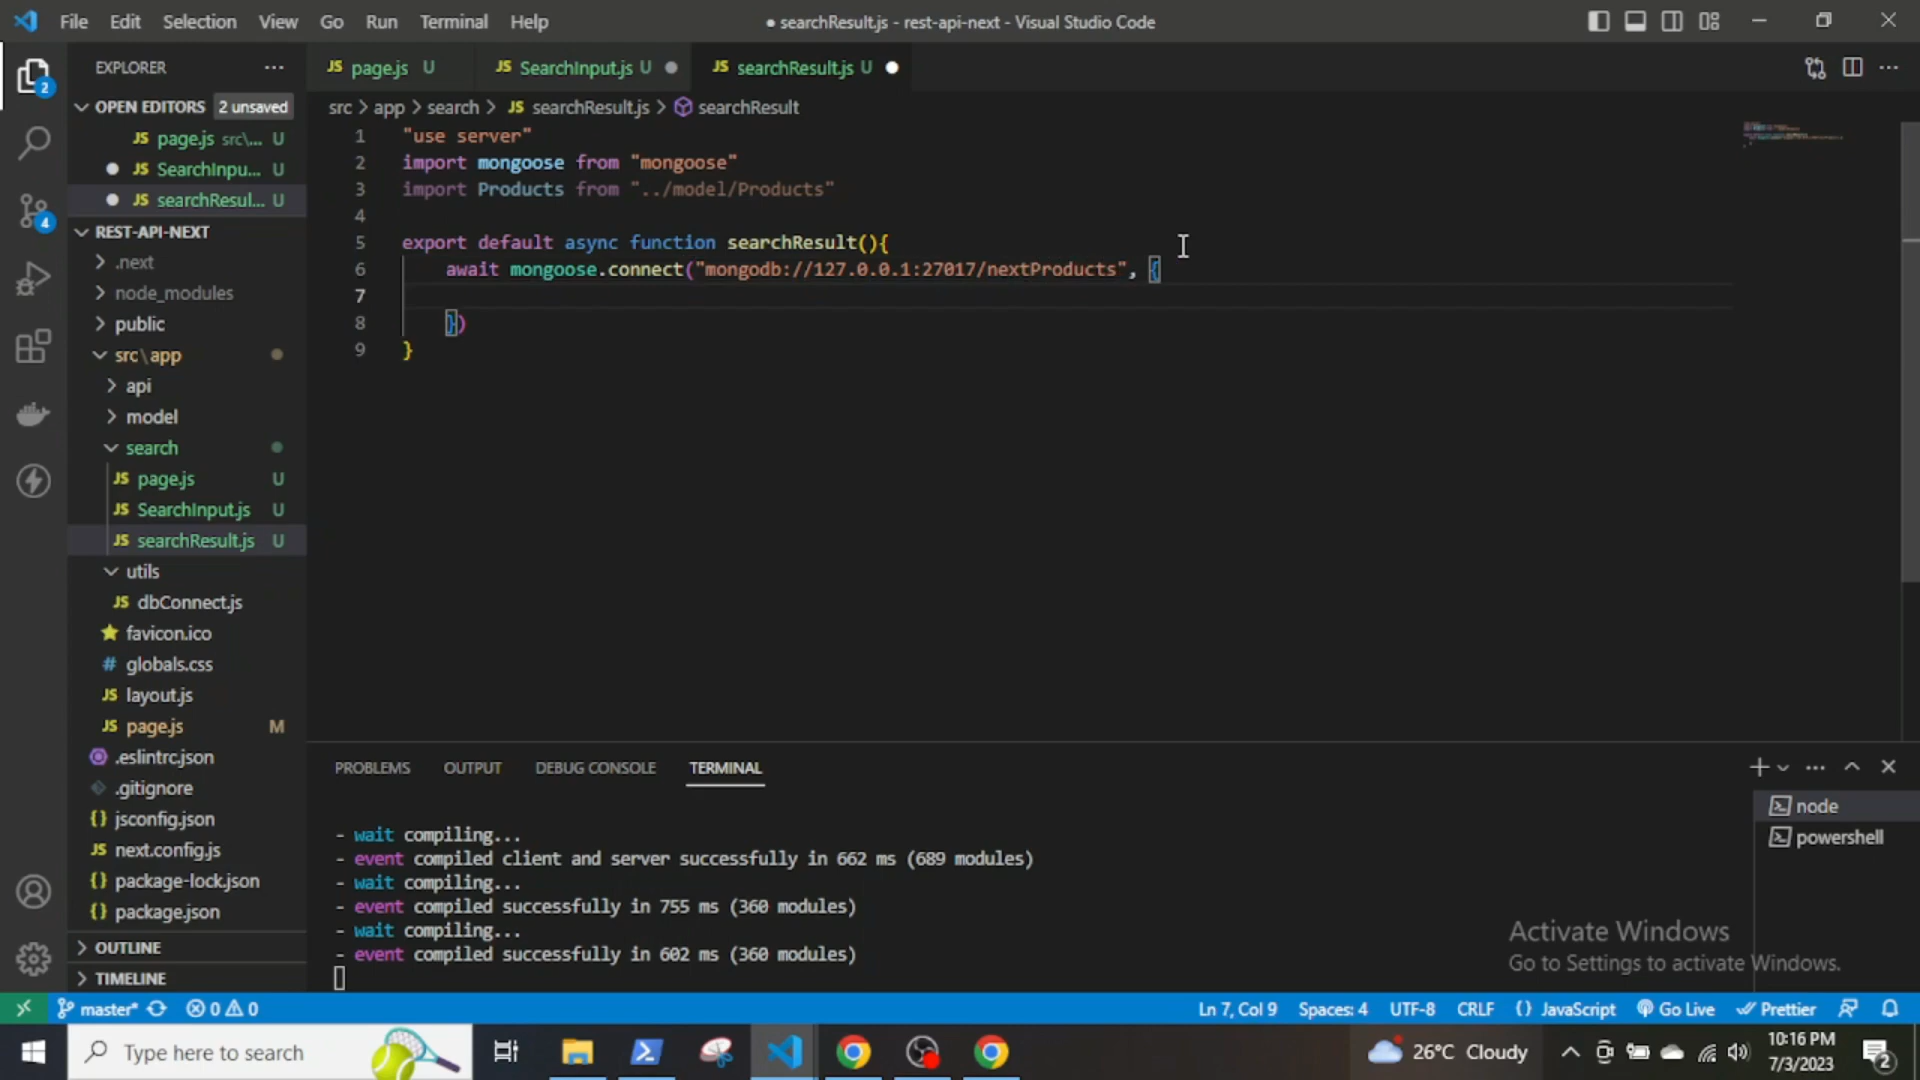 File Edit Selection View Go Run Terminal Help
● searchResult.js - rest-api-next - Visual Studio Code
EXPLORER
OPEN EDITORS 2 unsaved
JS page.js src\... U
JS SearchInpu... U
JS searchResul... U
REST-API-NEXT
.next
node_modules
public
src\app
api
model
search
JS page.js U
JS SearchInput.js U
JS searchResult.js U
utils
JS dbConnect.js
favicon.ico
# globals.css
JS layout.js
JS page.js M
.eslintrc.json
.gitignore
{} jsconfig.json
JS next.config.js
{} package-lock.json
{} package.json
OUTLINE
TIMELINE
JS page.js U
JS SearchInput.js U
JS searchResult.js U
src > app > search > JS searchResult.js > searchResult
1 "use server"
2 import mongoose from "mongoose"
3 import Products from "../model/Products"
4
5 export default async function searchResult(){
6 await mongoose.connect("mongodb://127.0.0.1:27017/nextProducts", {
7
8 })
9 }
PROBLEMS OUTPUT DEBUG CONSOLE TERMINAL
- wait compiling...
- event compiled client and server successfully in 662 ms (689 modules)
- wait compiling...
- event compiled successfully in 755 ms (360 modules)
- wait compiling...
- event compiled successfully in 602 ms (360 modules)
node
powershell
Activate Windows
Go to Settings to activate Windows.
2
4
master* 0 0
Ln 7, Col 9 Spaces: 4 UTF-8 CRLF {} JavaScript Go Live Prettier
Type here to search
26°C Cloudy
10:16 PM
7/3/2023
2